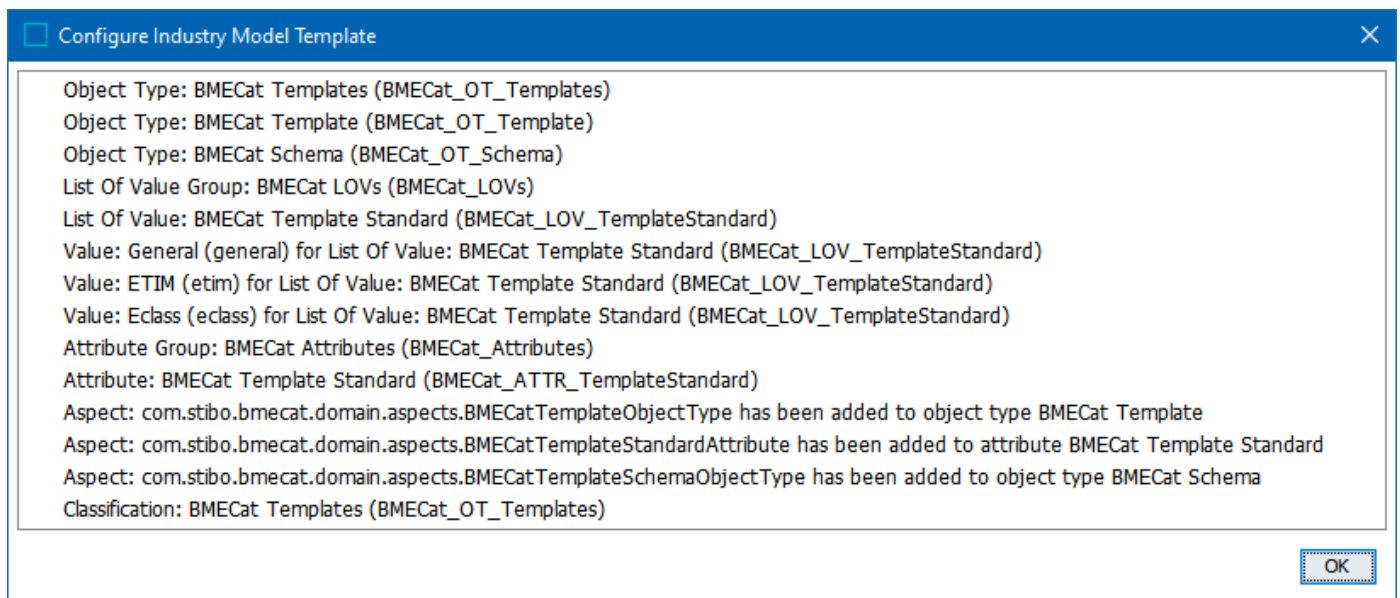 Configure Industry Model Template
Object Type: BMECat Templates (BMECat_OT_Templates)
Object Type: BMECat Template (BMECat_OT_Template)
Object Type: BMECat Schema (BMECat_OT_Schema)
List Of Value Group: BMECat LOVs (BMECat_LOVs)
List Of Value: BMECat Template Standard (BMECat_LOV_TemplateStandard)
Value: General (general) for List Of Value: BMECat Template Standard (BMECat_LOV_TemplateStandard)
Value: ETIM (etim) for List Of Value: BMECat Template Standard (BMECat_LOV_TemplateStandard)
Value: Eclass (eclass) for List Of Value: BMECat Template Standard (BMECat_LOV_TemplateStandard)
Attribute Group: BMECat Attributes (BMECat_Attributes)
Attribute: BMECat Template Standard (BMECat_ATTR_TemplateStandard)
Aspect: com.stibo.bmecat.domain.aspects.BMECatTemplateObjectType has been added to object type BMECat Template
Aspect: com.stibo.bmecat.domain.aspects.BMECatTemplateStandardAttribute has been added to attribute BMECat Template Standard
Aspect: com.stibo.bmecat.domain.aspects.BMECatTemplateSchemaObjectType has been added to object type BMECat Schema
Classification: BMECat Templates (BMECat_OT_Templates)
OK